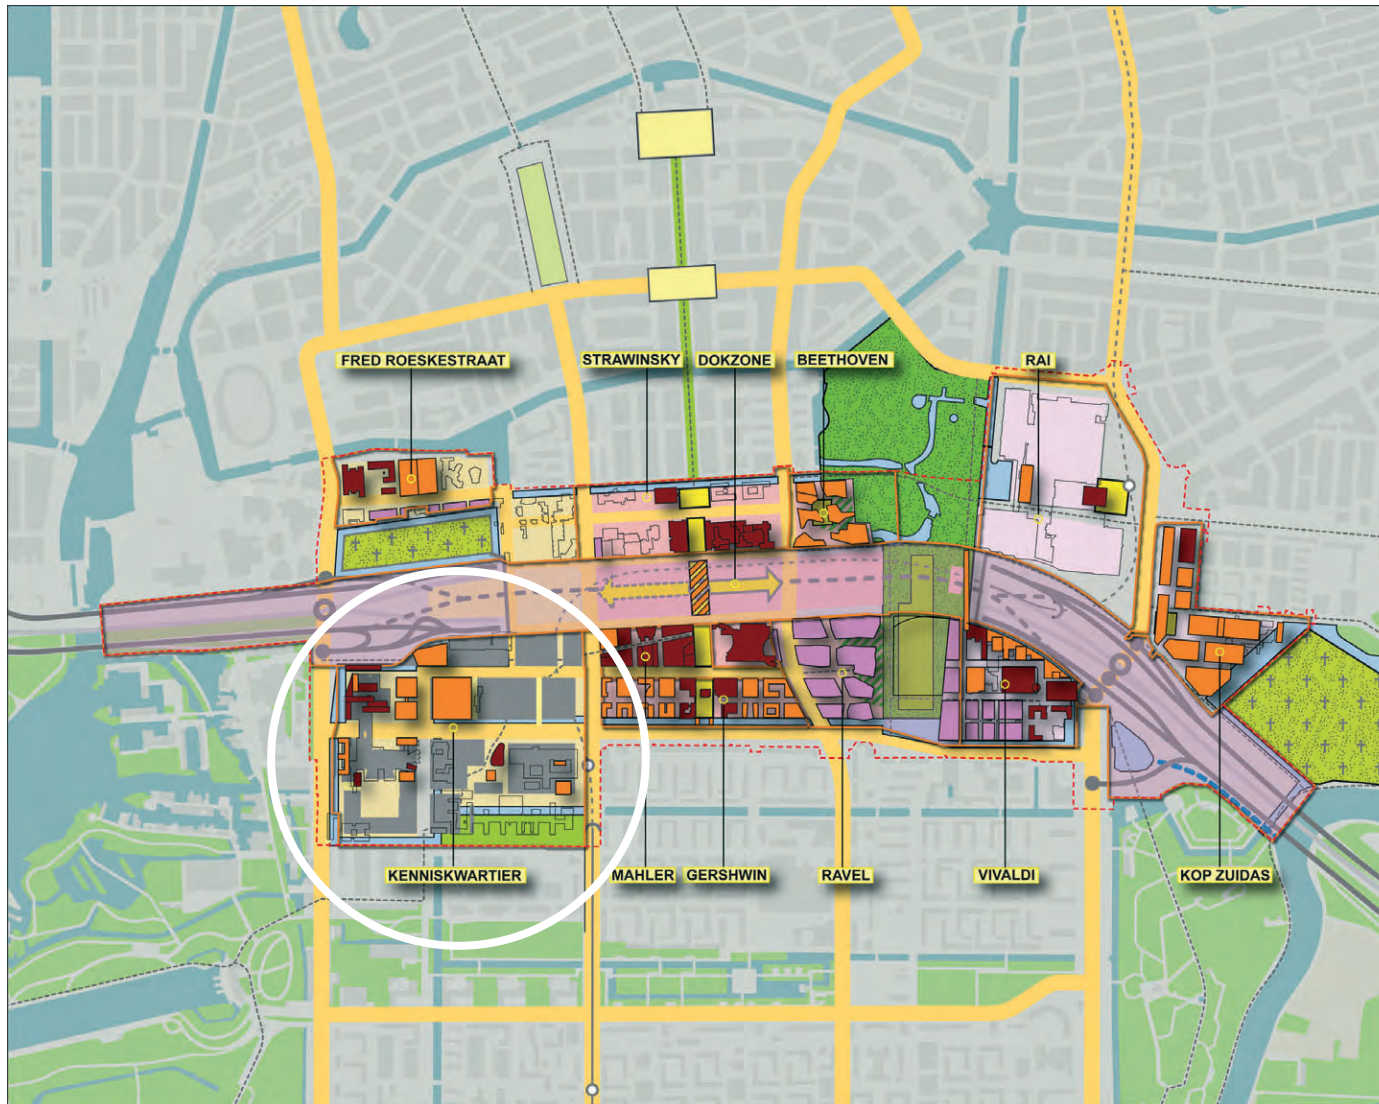 FRED ROESKESTRAAT
STRAWINSKY
DOKZONE
BEETHOVEN
RAI
KENNISKWARTIER
MAHLER
GERSHWIN
RAVEL
VIVALDI
KOP ZUIDAS